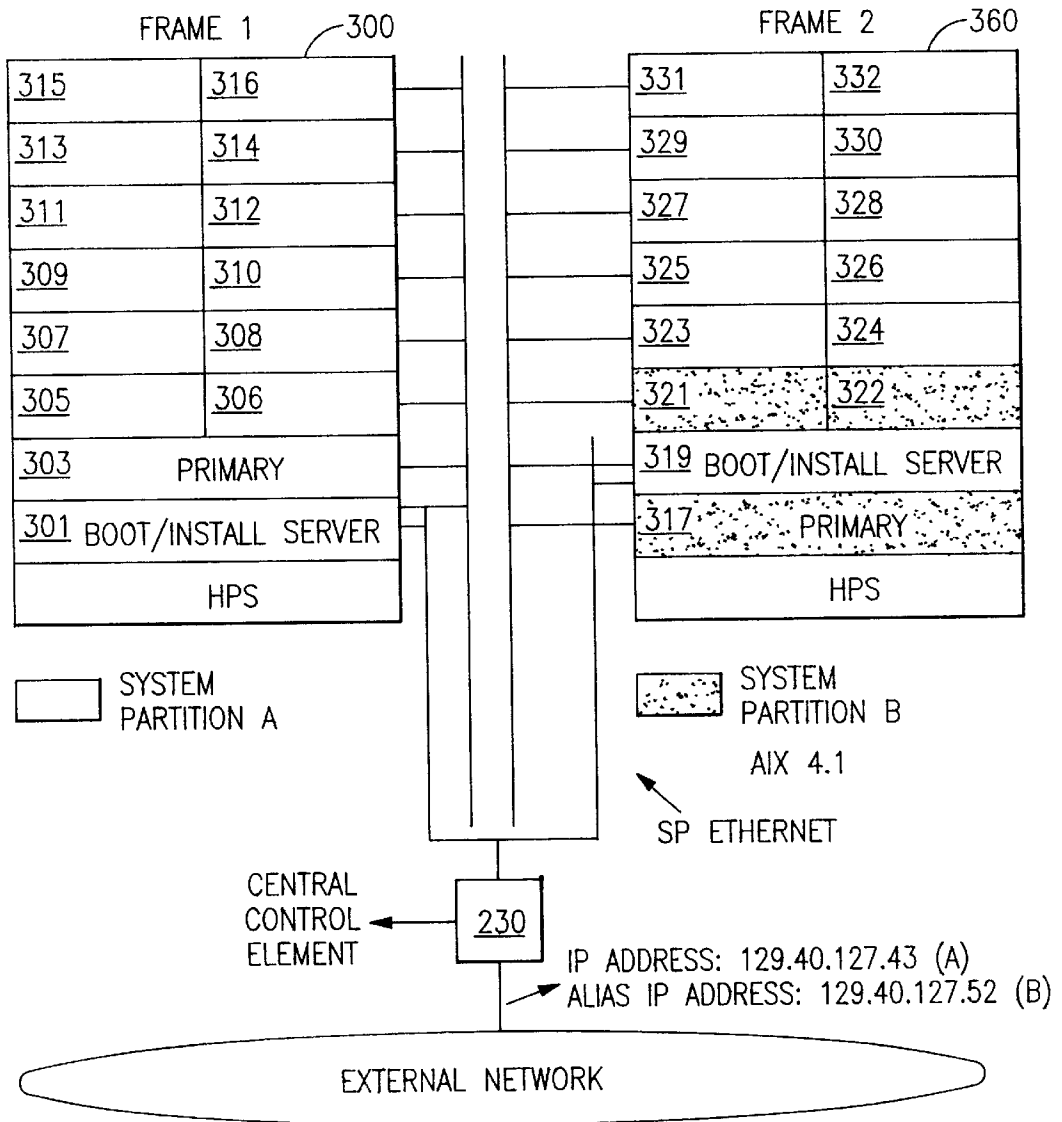 FRAME 1
300
FRAME 2
360
315 316
313 314
311 312
309 310
307 308
305 306
303 PRIMARY
301 BOOT/INSTALL SERVER
HPS
331 332
329 330
327 328
325 326
323 324
321 322
319 BOOT/INSTALL SERVER
317 PRIMARY
HPS
SYSTEM
PARTITION A
SYSTEM
PARTITION B
AIX 4.1
SP ETHERNET
CENTRAL
CONTROL
ELEMENT
230
IP ADDRESS: 129.40.127.43 (A)
ALIAS IP ADDRESS: 129.40.127.52 (B)
EXTERNAL NETWORK